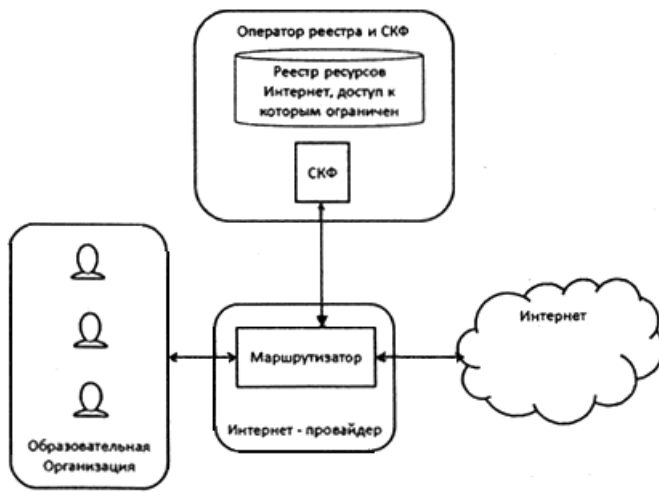 Оператор реестра и СКФ
Реестр ресурсов
Интернет, доступ к
которым ограничен
СКФ
Интернет
Маршрутизатор
Интернет - провайдер
Образовательная
Организация